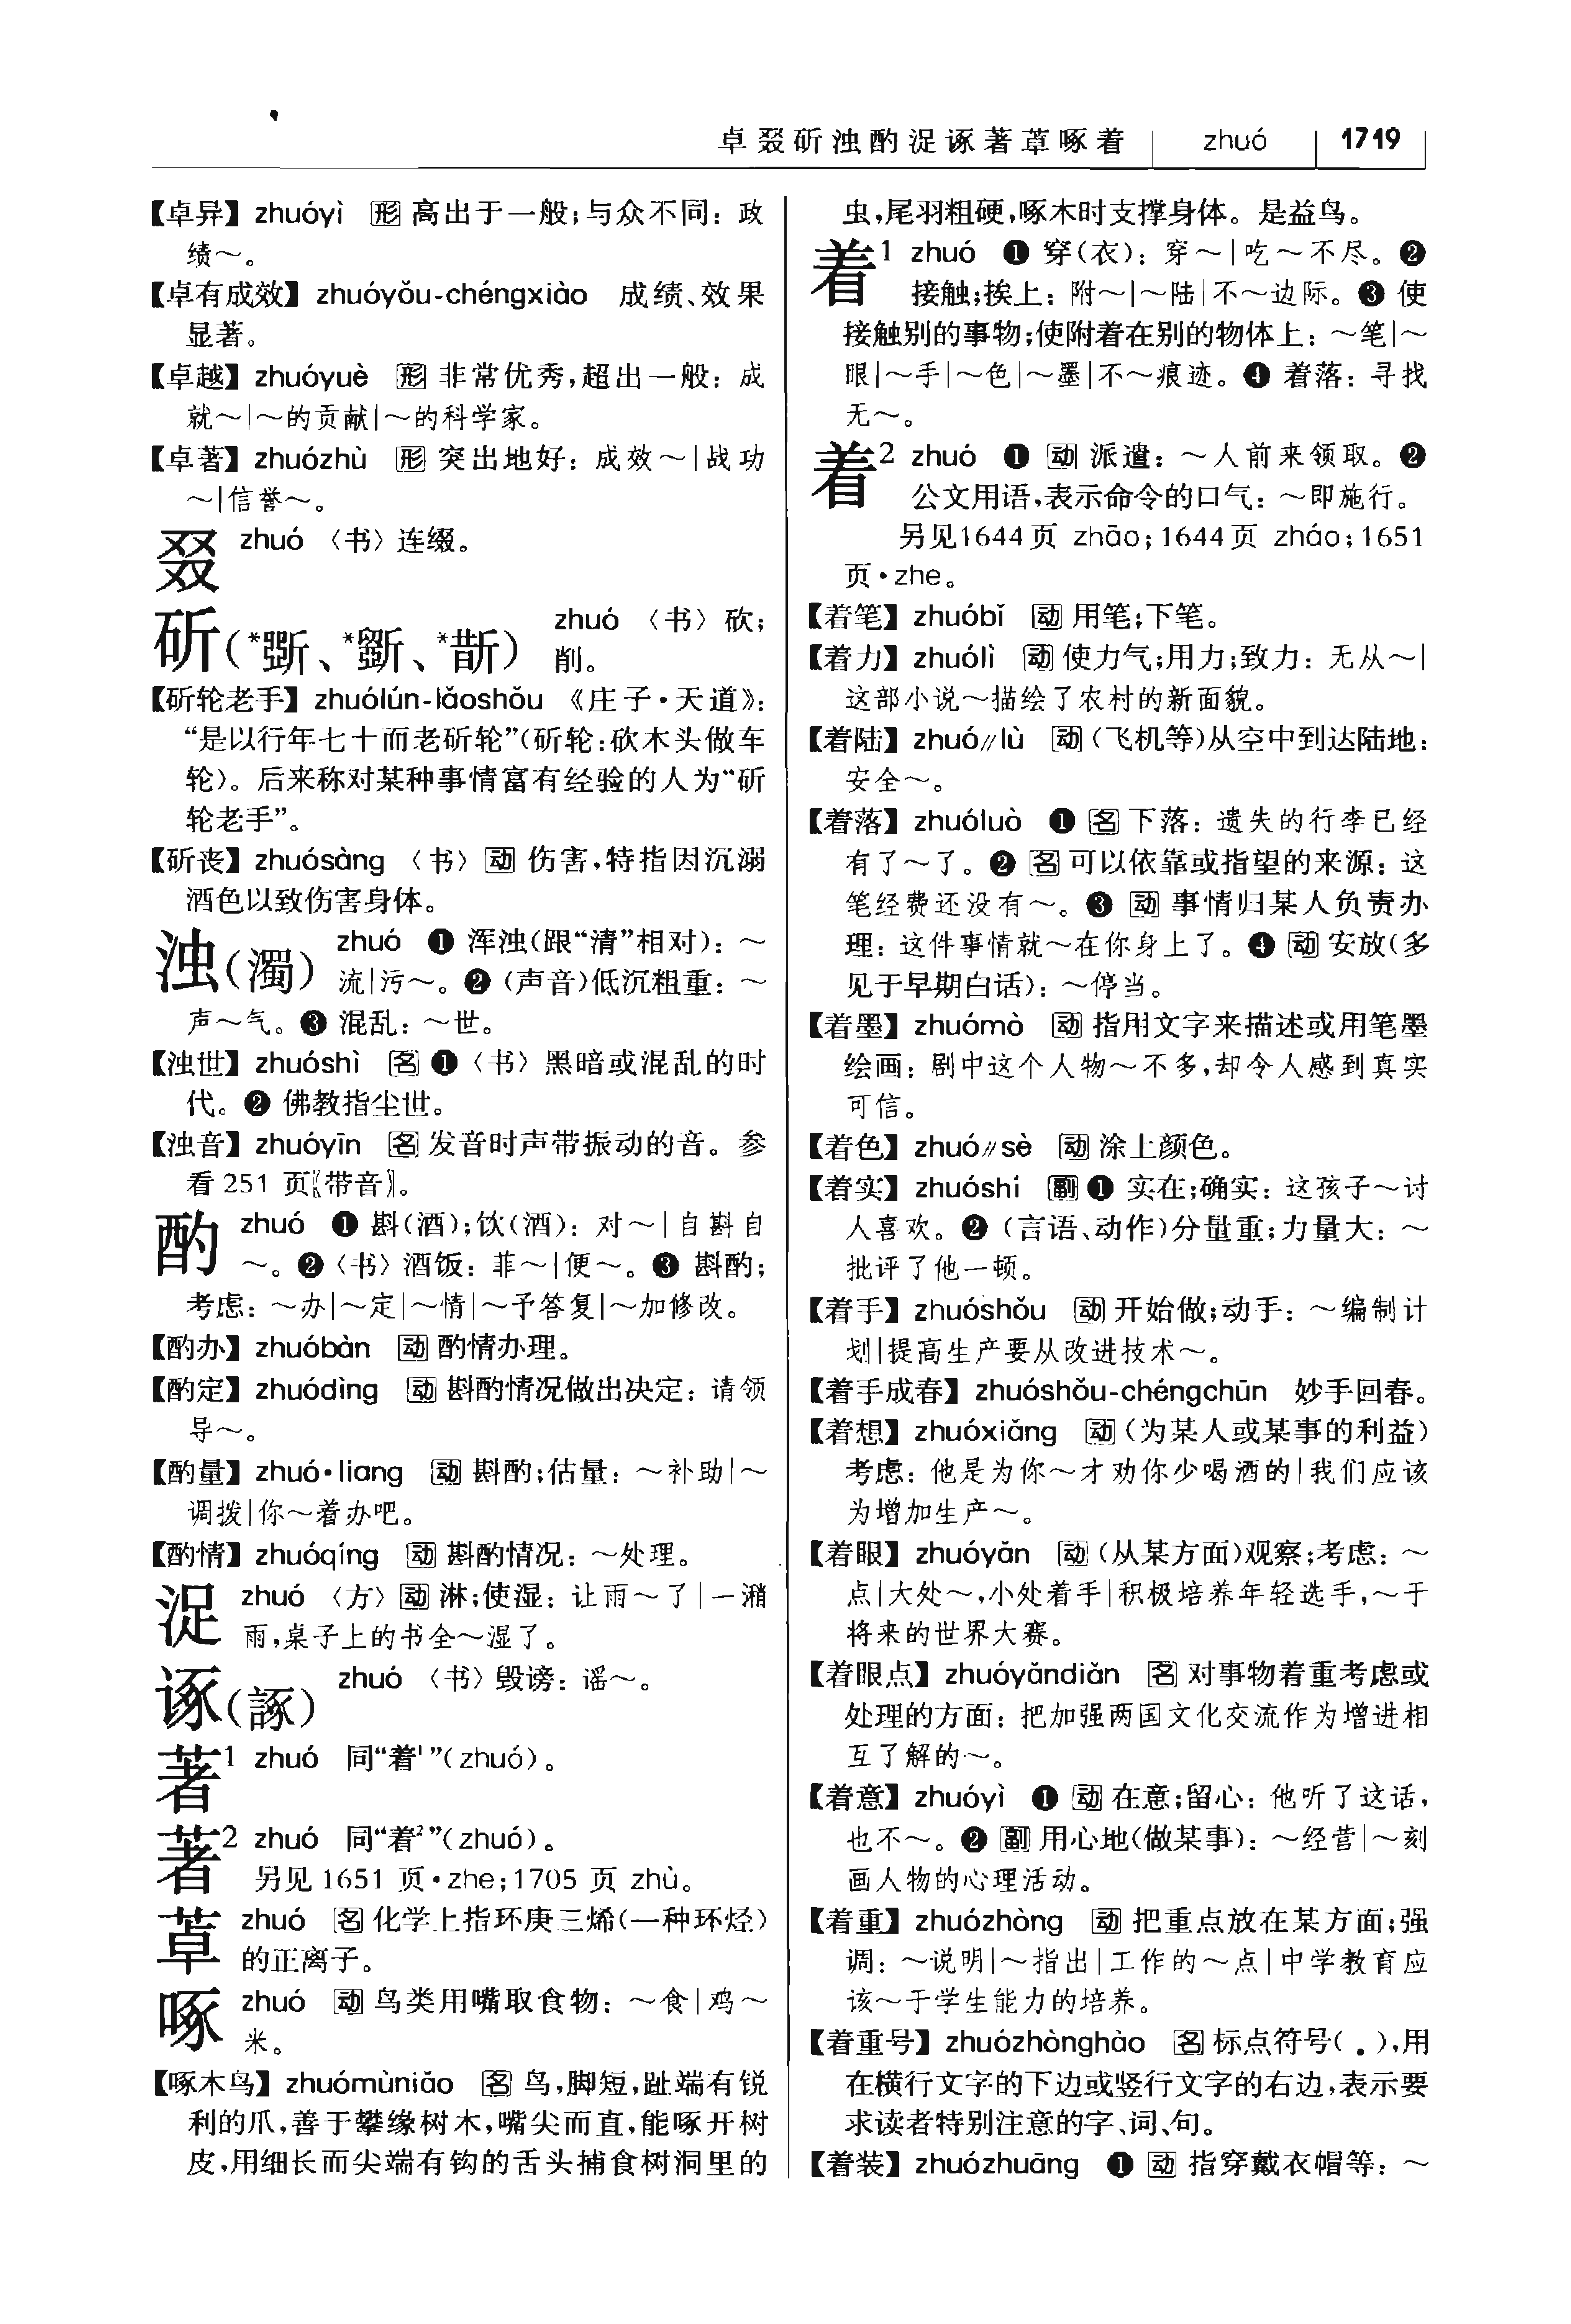 卓叕斫浊酌浞诼著䓬啄着 zhuó 1719
【卓异】 zhuóyì 形 高出于一般;与众不同: 政
绩～。
【卓有成效】 zhuóyǒu-chéngxiào 成绩、效果
显著。
【卓越】 zhuóyuè 形 非常优秀,超出一般: 成
就～|～的贡献|～的科学家。
【卓著】 zhuózhù 形 突出地好: 成效～|战功
～|信誉～。
叕 zhuó 〈书〉连缀。
斫(*斲、*斵、*㪿) zhuó 〈书〉砍;
削。
【斫轮老手】 zhuólún-lǎoshǒu 《庄子·天道》:
“是以行年七十而老斫轮”(斫轮:砍木头做车
轮)。后来称对某种事情富有经验的人为“斫
轮老手”。
【斫丧】 zhuósàng 〈书〉动 伤害,特指因沉溺
酒色以致伤害身体。
浊(濁) zhuó ❶ 浑浊(跟“清”相对): ～
流|污～。❷ (声音)低沉粗重: ～
声～气。❸ 混乱: ～世。
【浊世】 zhuóshì 名 ❶〈书〉黑暗或混乱的时
代。❷ 佛教指尘世。
【浊音】 zhuóyīn 名 发音时声带振动的音。参
看 251 页〖带音〗。
酌 zhuó ❶ 斟(酒);饮(酒): 对～|自斟自
～。❷〈书〉酒饭: 菲～|便～。❸ 斟酌;
考虑: ～办|～定|～情|～予答复|～加修改。
【酌办】 zhuóbàn 动 酌情办理。
【酌定】 zhuódìng 动 斟酌情况做出决定: 请领
导～。
【酌量】 zhuó·liang 动 斟酌;估量: ～补助|～
调拨|你～着办吧。
【酌情】 zhuóqíng 动 斟酌情况: ～处理。
浞 zhuó 〈方〉动 淋;使湿: 让雨～了|一潲
雨,桌子上的书全～湿了。
诼(諑) zhuó 〈书〉毁谤: 谣～。
著1 zhuó 同“着1”(zhuó)。
著2 zhuó 同“着2”(zhuó)。
另见 1651 页·zhe;1705 页 zhù。
䓬 zhuó 名 化学上指环庚三烯(一种环烃)
的正离子。
啄 zhuó 动 鸟类用嘴取食物: ～食|鸡～
米。
【啄木鸟】 zhuómùniǎo 名 鸟,脚短,趾端有锐
利的爪,善于攀缘树木,嘴尖而直,能啄开树
皮,用细长而尖端有钩的舌头捕食树洞里的
虫,尾羽粗硬,啄木时支撑身体。是益鸟。
着1 zhuó ❶ 穿(衣): 穿～|吃～不尽。❷
接触;挨上: 附～|～陆|不～边际。❸ 使
接触别的事物;使附着在别的物体上: ～笔|～
眼|～手|～色|～墨|不～痕迹。❹ 着落: 寻找
无～。
着2 zhuó ❶ 动 派遣: ～人前来领取。❷
公文用语,表示命令的口气: ～即施行。
另见1644页 zhāo;1644页 zháo;1651
页·zhe。
【着笔】 zhuóbǐ 动 用笔;下笔。
【着力】 zhuólì 动 使力气;用力;致力: 无从～|
这部小说～描绘了农村的新面貌。
【着陆】 zhuó//lù 动 (飞机等)从空中到达陆地:
安全～。
【着落】 zhuóluò ❶ 名 下落: 遗失的行李已经
有了～了。❷ 名 可以依靠或指望的来源: 这
笔经费还没有～。❸ 动 事情归某人负责办
理: 这件事情就～在你身上了。❹ 动 安放(多
见于早期白话): ～停当。
【着墨】 zhuómò 动 指用文字来描述或用笔墨
绘画: 剧中这个人物～不多,却令人感到真实
可信。
【着色】 zhuó//sè 动 涂上颜色。
【着实】 zhuóshí 副 ❶ 实在;确实: 这孩子～讨
人喜欢。❷ (言语、动作)分量重;力量大: ～
批评了他一顿。
【着手】 zhuóshǒu 动 开始做;动手: ～编制计
划|提高生产要从改进技术～。
【着手成春】 zhuóshǒu-chéngchūn 妙手回春。
【着想】 zhuóxiǎng 动 (为某人或某事的利益)
考虑: 他是为你～才劝你少喝酒的|我们应该
为增加生产～。
【着眼】 zhuóyǎn 动 (从某方面)观察;考虑: ～
点|大处～,小处着手|积极培养年轻选手,～于
将来的世界大赛。
【着眼点】 zhuóyǎndiǎn 名 对事物着重考虑或
处理的方面: 把加强两国文化交流作为增进相
互了解的～。
【着意】 zhuóyì ❶ 动 在意;留心: 他听了这话,
也不～。❷ 副 用心地(做某事): ～经营|～刻
画人物的心理活动。
【着重】 zhuózhòng 动 把重点放在某方面;强
调: ～说明|～指出|工作的～点|中学教育应
该～于学生能力的培养。
【着重号】 zhuózhònghào 名 标点符号( . ),用
在横行文字的下边或竖行文字的右边,表示要
求读者特别注意的字、词、句。
【着装】 zhuózhuāng ❶ 动 指穿戴衣帽等: ～